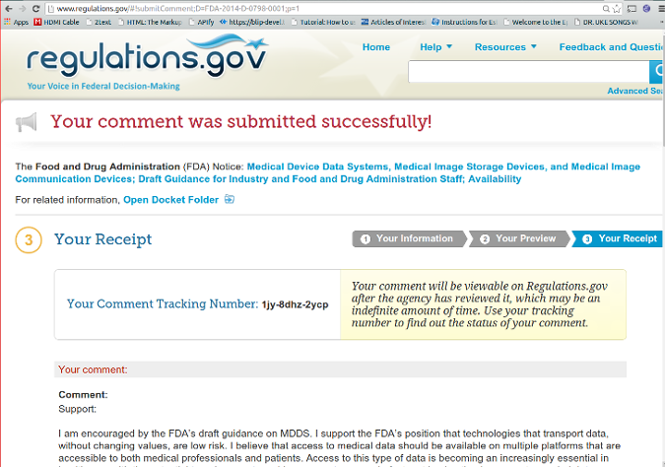 www.regulations.gov/#!submitComment;D=FDA-2014-D-0798-0001;p=1
Apps HDMI Cable 2text HTML: The Markup APIfy https://blip-devel Tutorial: How to us Articles of Interest Instructions for Es Welcome to the E DR. UKE SONGS W
regulations.gov
Your Voice in Federal Decision-Making
Home Help Resources Feedback and Questi
Advanced Sea
Your comment was submitted successfully!
The Food and Drug Administration (FDA) Notice: Medical Device Data Systems, Medical Image Storage Devices, and Medical Image
Communication Devices; Draft Guidance for Industry and Food and Drug Administration Staff; Availability
For related information, Open Docket Folder
3 Your Receipt
1 Your Information 2 Your Preview 3 Your Receipt
Your Comment Tracking Number: 1jy-8dhz-2ycp
Your comment will be viewable on Regulations.gov
after the agency has reviewed it, which may be an
indefinite amount of time. Use your tracking
number to find out the status of your comment.
Your comment:
Comment:
Support:
I am encouraged by the FDA's draft guidance on MDDS. I support the FDA's position that technologies that transport data,
without changing values, are low risk. I believe that access to medical data should be available on multiple platforms that are
accessible to both medical professionals and patients. Access to this type of data is becoming an increasingly essential in